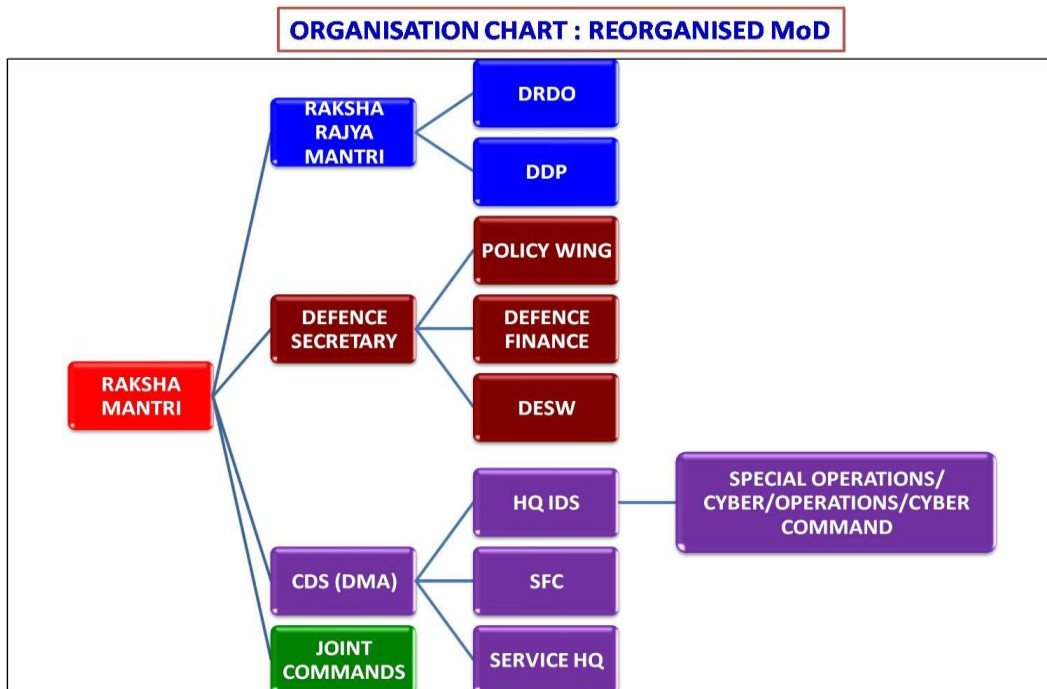 ORGANISATION CHART : REORGANISED MoD
RAKSHA
RAJYA
MANTRI
DRDO
DDP
POLICY WING
DEFENCE
SECRETARY
DEFENCE
FINANCE
DESW
RAKSHA
MANTRI
HQ IDS
SPECIAL OPERATIONS/
CYBER/OPERATIONS/CYBER
COMMAND
CDS (DMA)
SFC
JOINT
COMMANDS
SERVICE HQ